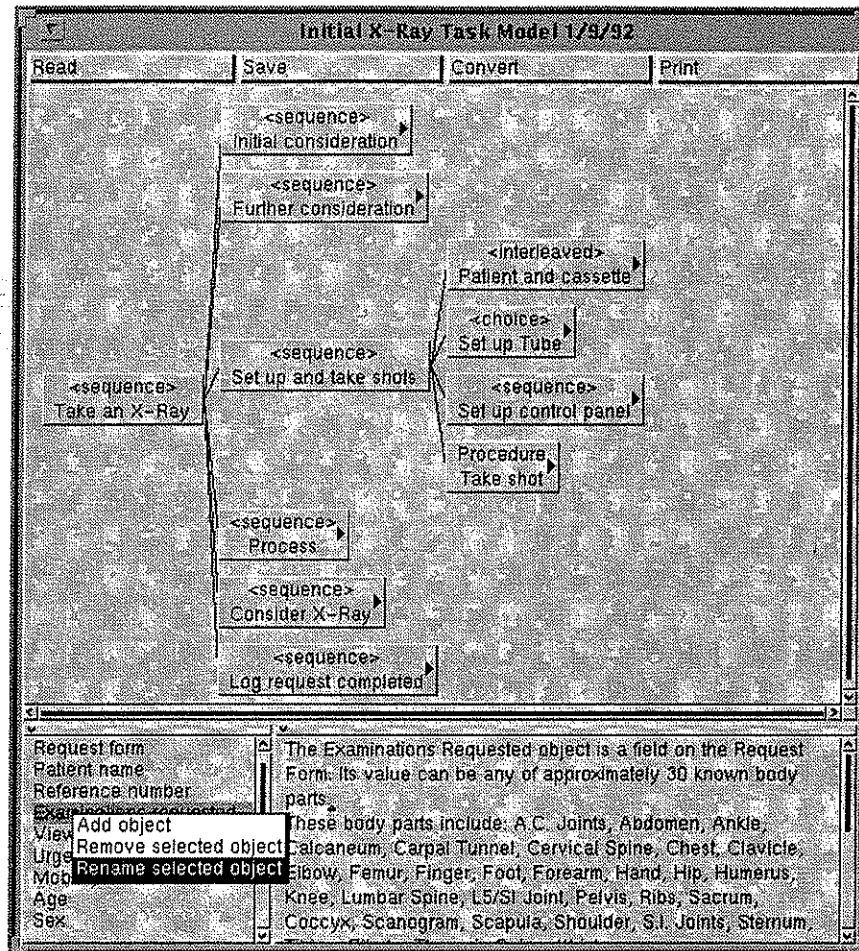 Initial X-Ray Task Model 1/9/92
Read Save Convert Print
<sequence>
Initial consideration
<sequence>
Further consideration
<interleaved>
Patient and cassette
<choice>
Set up Tube
<sequence>
Set up and take shots
<sequence>
Take an X-Ray
<sequence>
Set up control panel
Procedure
Take shot
<sequence>
Process
<sequence>
Consider X-Ray
<sequence>
Log request completed
Request form
Patient name
Reference number
Examinations requested
View
Urge
Mob
Age
Sex
Add object
Remove selected object
Rename selected object
The Examinations Requested object is a field on the Request
Form. Its value can be any of approximately 30 known body
parts.
These body parts include: A.C. Joints, Abdomen, Ankle,
Calcaneum, Carpal Tunnel, Cervical Spine, Chest, Clavicle,
Elbow, Femur, Finger, Foot, Forearm, Hand, Hip, Humerus,
Knee, Lumbar Spine, L5/SI Joint, Pelvis, Ribs, Sacrum,
Coccyx, Scanogram, Scapula, Shoulder, S.I. Joints, Sternum,